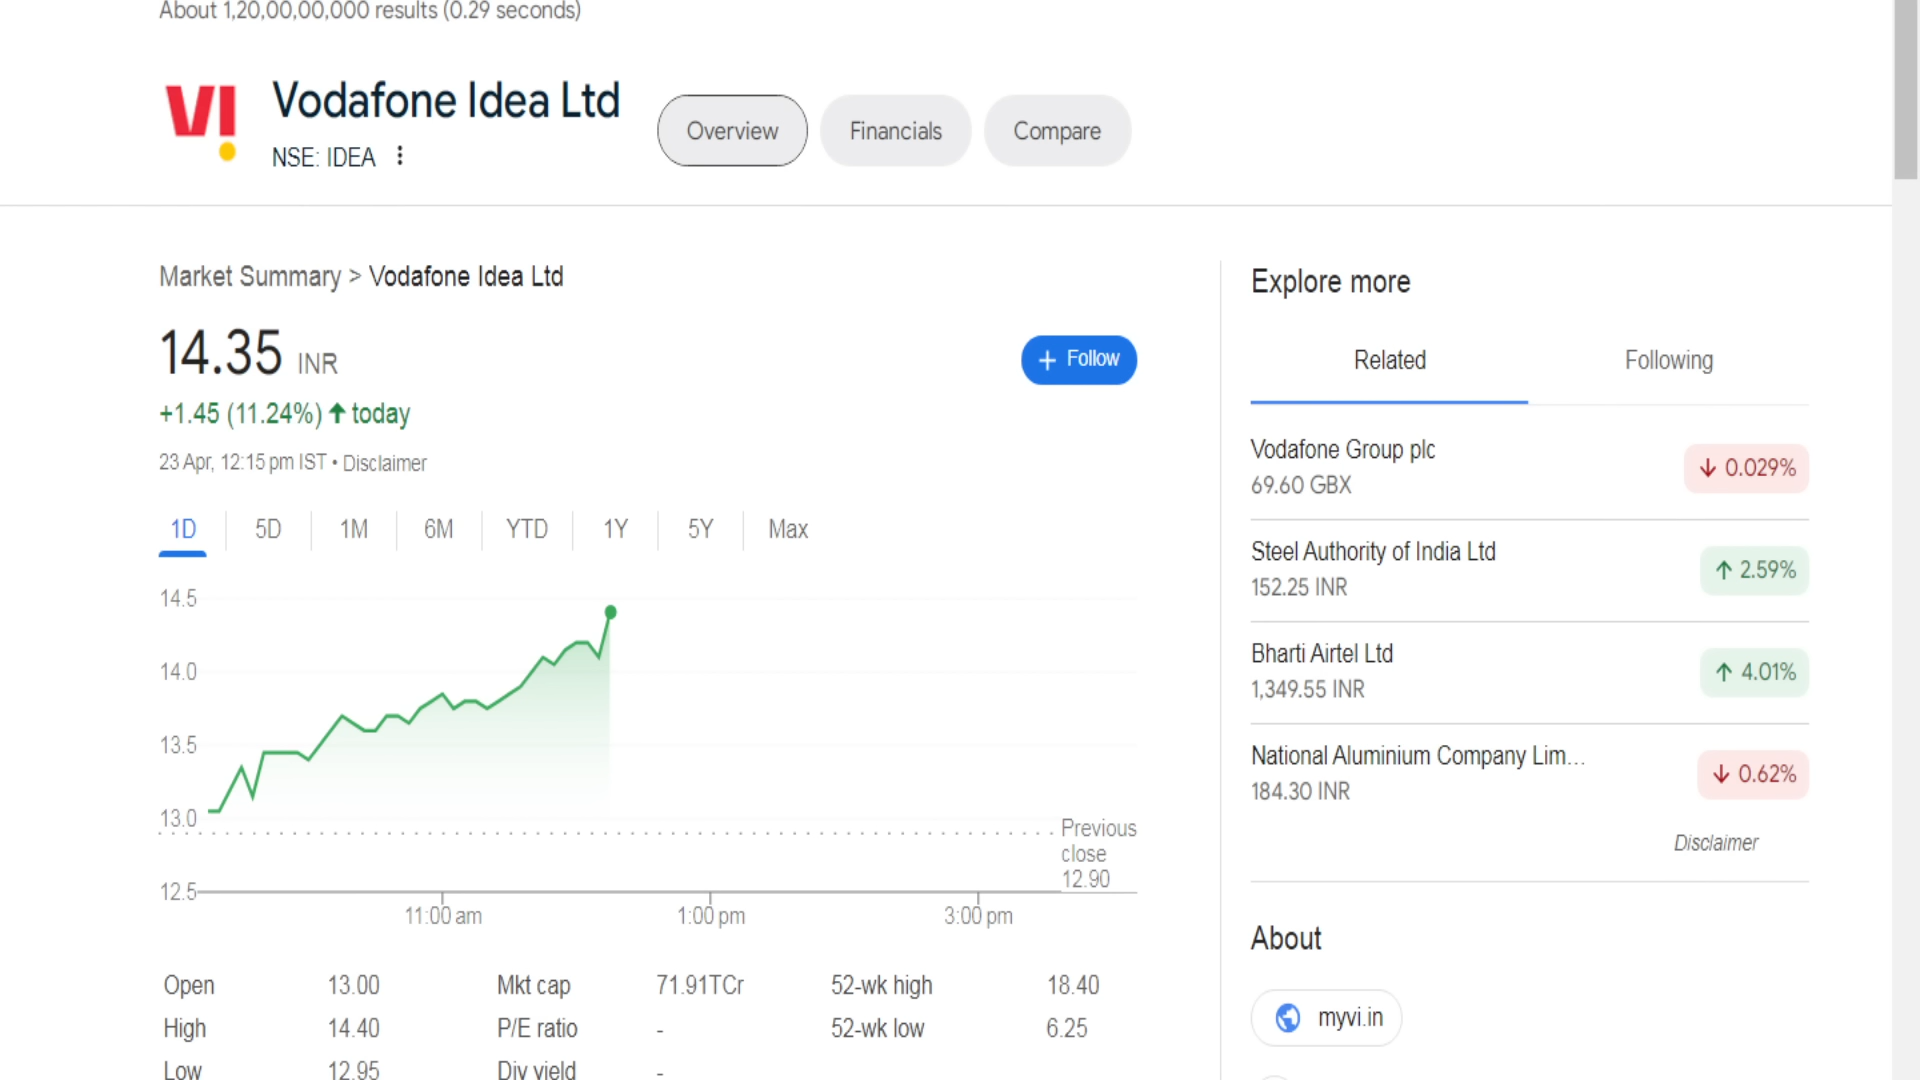 About 1,20,00,00,000 results (0.29 seconds)
VI
Vodafone Idea Ltd
NSE: IDEA
Overview
Financials
Compare
Market Summary > Vodafone Idea Ltd
14.35 INR
+ Follow
+1.45 (11.24%) ↑ today
23 Apr, 12:15 pm IST • Disclaimer
1D 5D 1M 6M YTD 1Y 5Y Max
14.5
14.0
13.5
13.0
Previous
close
12.90
12.5
11:00 am 1:00 pm 3:00 pm
Open 13.00 Mkt cap 71.91TCr 52-wk high 18.40
High 14.40 P/E ratio - 52-wk low 6.25
Low 12.95 Div yield -
Explore more
Related Following
Vodafone Group plc
69.60 GBX
↓ 0.029%
Steel Authority of India Ltd
152.25 INR
↑ 2.59%
Bharti Airtel Ltd
1,349.55 INR
↑ 4.01%
National Aluminium Company Lim...
184.30 INR
↓ 0.62%
Disclaimer
About
myvi.in